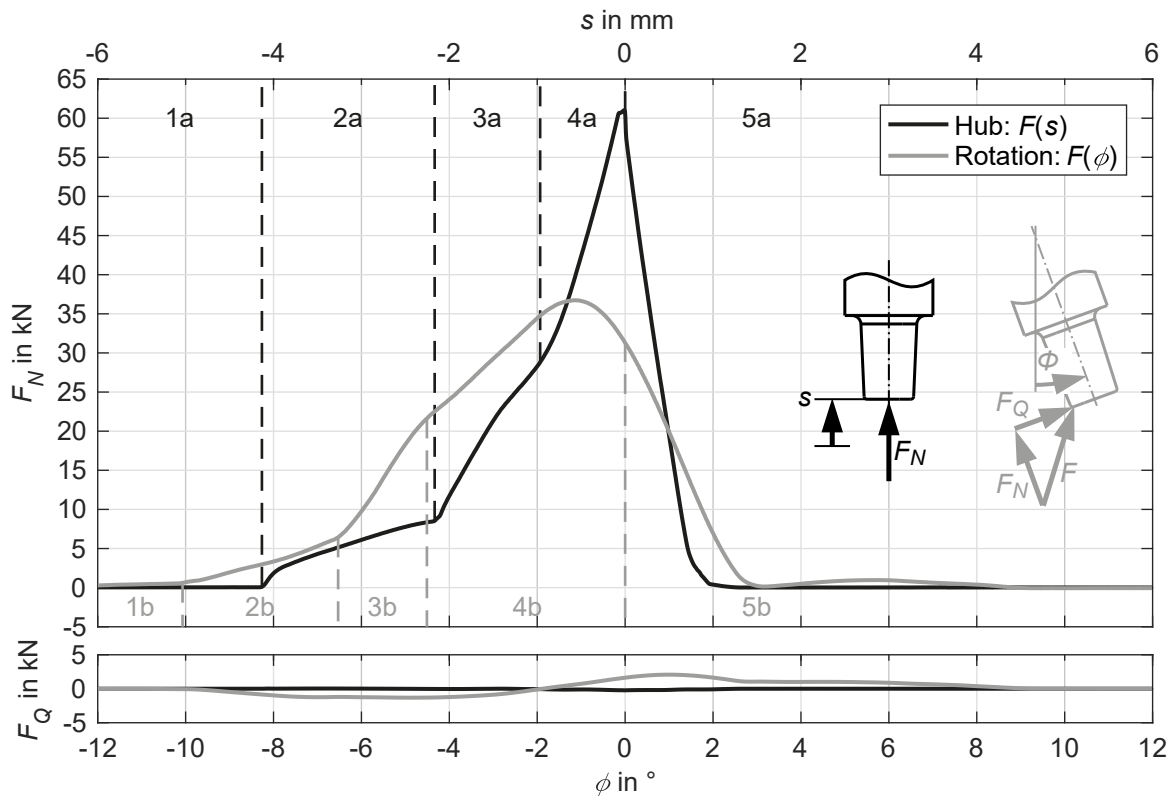 s in mm
-6 -4 -2 0 2 4 6
65
60
55
50
45
40
35
30
25
20
15
10
5
0
-5
F_N in kN
1a 2a 3a 4a 5a
Hub: F(s)
Rotation: F(ϕ)
s
F_N
Φ
F_Q
F_N F
1b 2b 3b 4b 5b
5
0
-5
F_Q in kN
-12 -10 -8 -6 -4 -2 0 2 4 6 8 10 12
ϕ in °